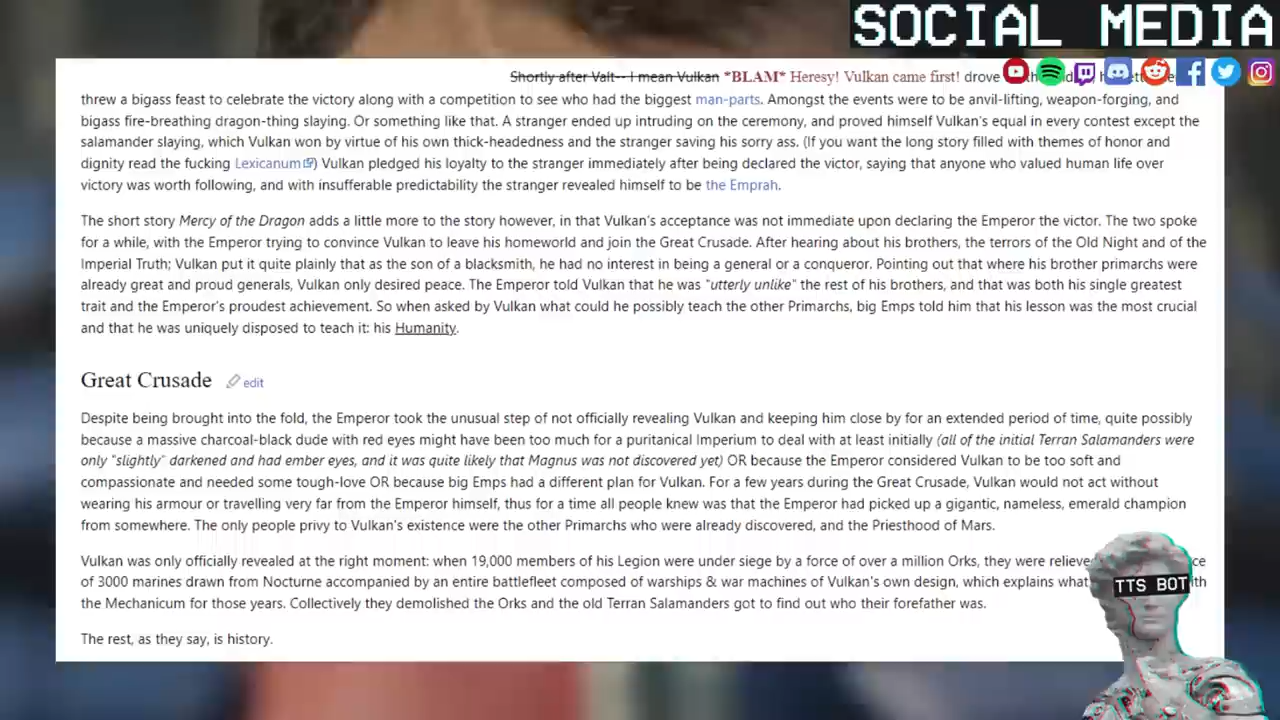 SOCIAL MEDIA
Shortly after Vait-- I mean Vulkan *BLAM* Heresy! Vulkan came first! drove
threw a bigass feast to celebrate the victory along with a competition to see who had the biggest man-parts. Amongst the events were to be anvil-lifting, weapon-forging, and
bigass fire-breathing dragon-thing slaying. Or something like that. A stranger ended up intruding on the ceremony, and proved himself Vulkan's equal in every contest except the
salamander slaying, which Vulkan won by virtue of his own thick-headedness and the stranger saving his sorry ass. (If you want the long story filled with themes of honor and
dignity read the fucking Lexicanum) Vulkan pledged his loyalty to the stranger immediately after being declared the victor, saying that anyone who valued human life over
victory was worth following, and with insufferable predictability the stranger revealed himself to be the Emprah.
The short story Mercy of the Dragon adds a little more to the story however, in that Vulkan's acceptance was not immediate upon declaring the Emperor the victor. The two spoke
for a while, with the Emperor trying to convince Vulkan to leave his homeworld and join the Great Crusade. After hearing about his brothers, the terrors of the Old Night and of the
Imperial Truth; Vulkan put it quite plainly that as the son of a blacksmith, he had no interest in being a general or a conqueror. Pointing out that where his brother primarchs were
already great and proud generals, Vulkan only desired peace. The Emperor told Vulkan that he was "utterly unlike" the rest of his brothers, and that was both his single greatest
trait and the Emperor's proudest achievement. So when asked by Vulkan what could he possibly teach the other Primarchs, big Emps told him that his lesson was the most crucial
and that he was uniquely disposed to teach it: his Humanity.
Great Crusade edit
Despite being brought into the fold, the Emperor took the unusual step of not officially revealing Vulkan and keeping him close by for an extended period of time, quite possibly
because a massive charcoal-black dude with red eyes might have been too much for a puritanical Imperium to deal with at least initially (all of the initial Terran Salamanders were
only "slightly" darkened and had ember eyes, and it was quite likely that Magnus was not discovered yet) OR because the Emperor considered Vulkan to be too soft and
compassionate and needed some tough-love OR because big Emps had a different plan for Vulkan. For a few years during the Great Crusade, Vulkan would not act without
wearing his armour or travelling very far from the Emperor himself, thus for a time all people knew was that the Emperor had picked up a gigantic, nameless, emerald champion
from somewhere. The only people privy to Vulkan's existence were the other Primarchs who were already discovered, and the Priesthood of Mars.
Vulkan was only officially revealed at the right moment: when 19,000 members of his Legion were under siege by a force of over a million Orks, they were relieve ce
of 3000 marines drawn from Nocturne accompanied by an entire battlefleet composed of warships & war machines of Vulkan's own design, which explains what th
the Mechanicum for those years. Collectively they demolished the Orks and the old Terran Salamanders got to find out who their forefather was.
The rest, as they say, is history.
TTS BOT